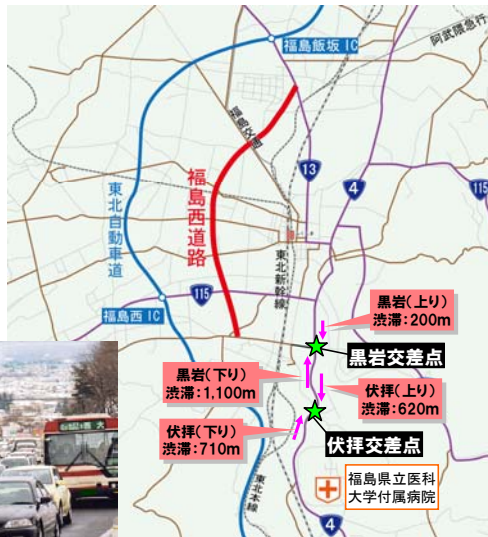 福島飯坂IC
阿武隈急行
福島交通
13
4
福島西道路
東北自動車道
東北新幹線
115
115
福島西IC
黒岩(上り)
渋滞:200m
黒岩交差点
黒岩(下り)
渋滞:1,100m
伏拝(上り)
渋滞:620m
伏拝(下り)
渋滞:710m
伏拝交差点
福島県立医科
大学付属病院
東北本線
4